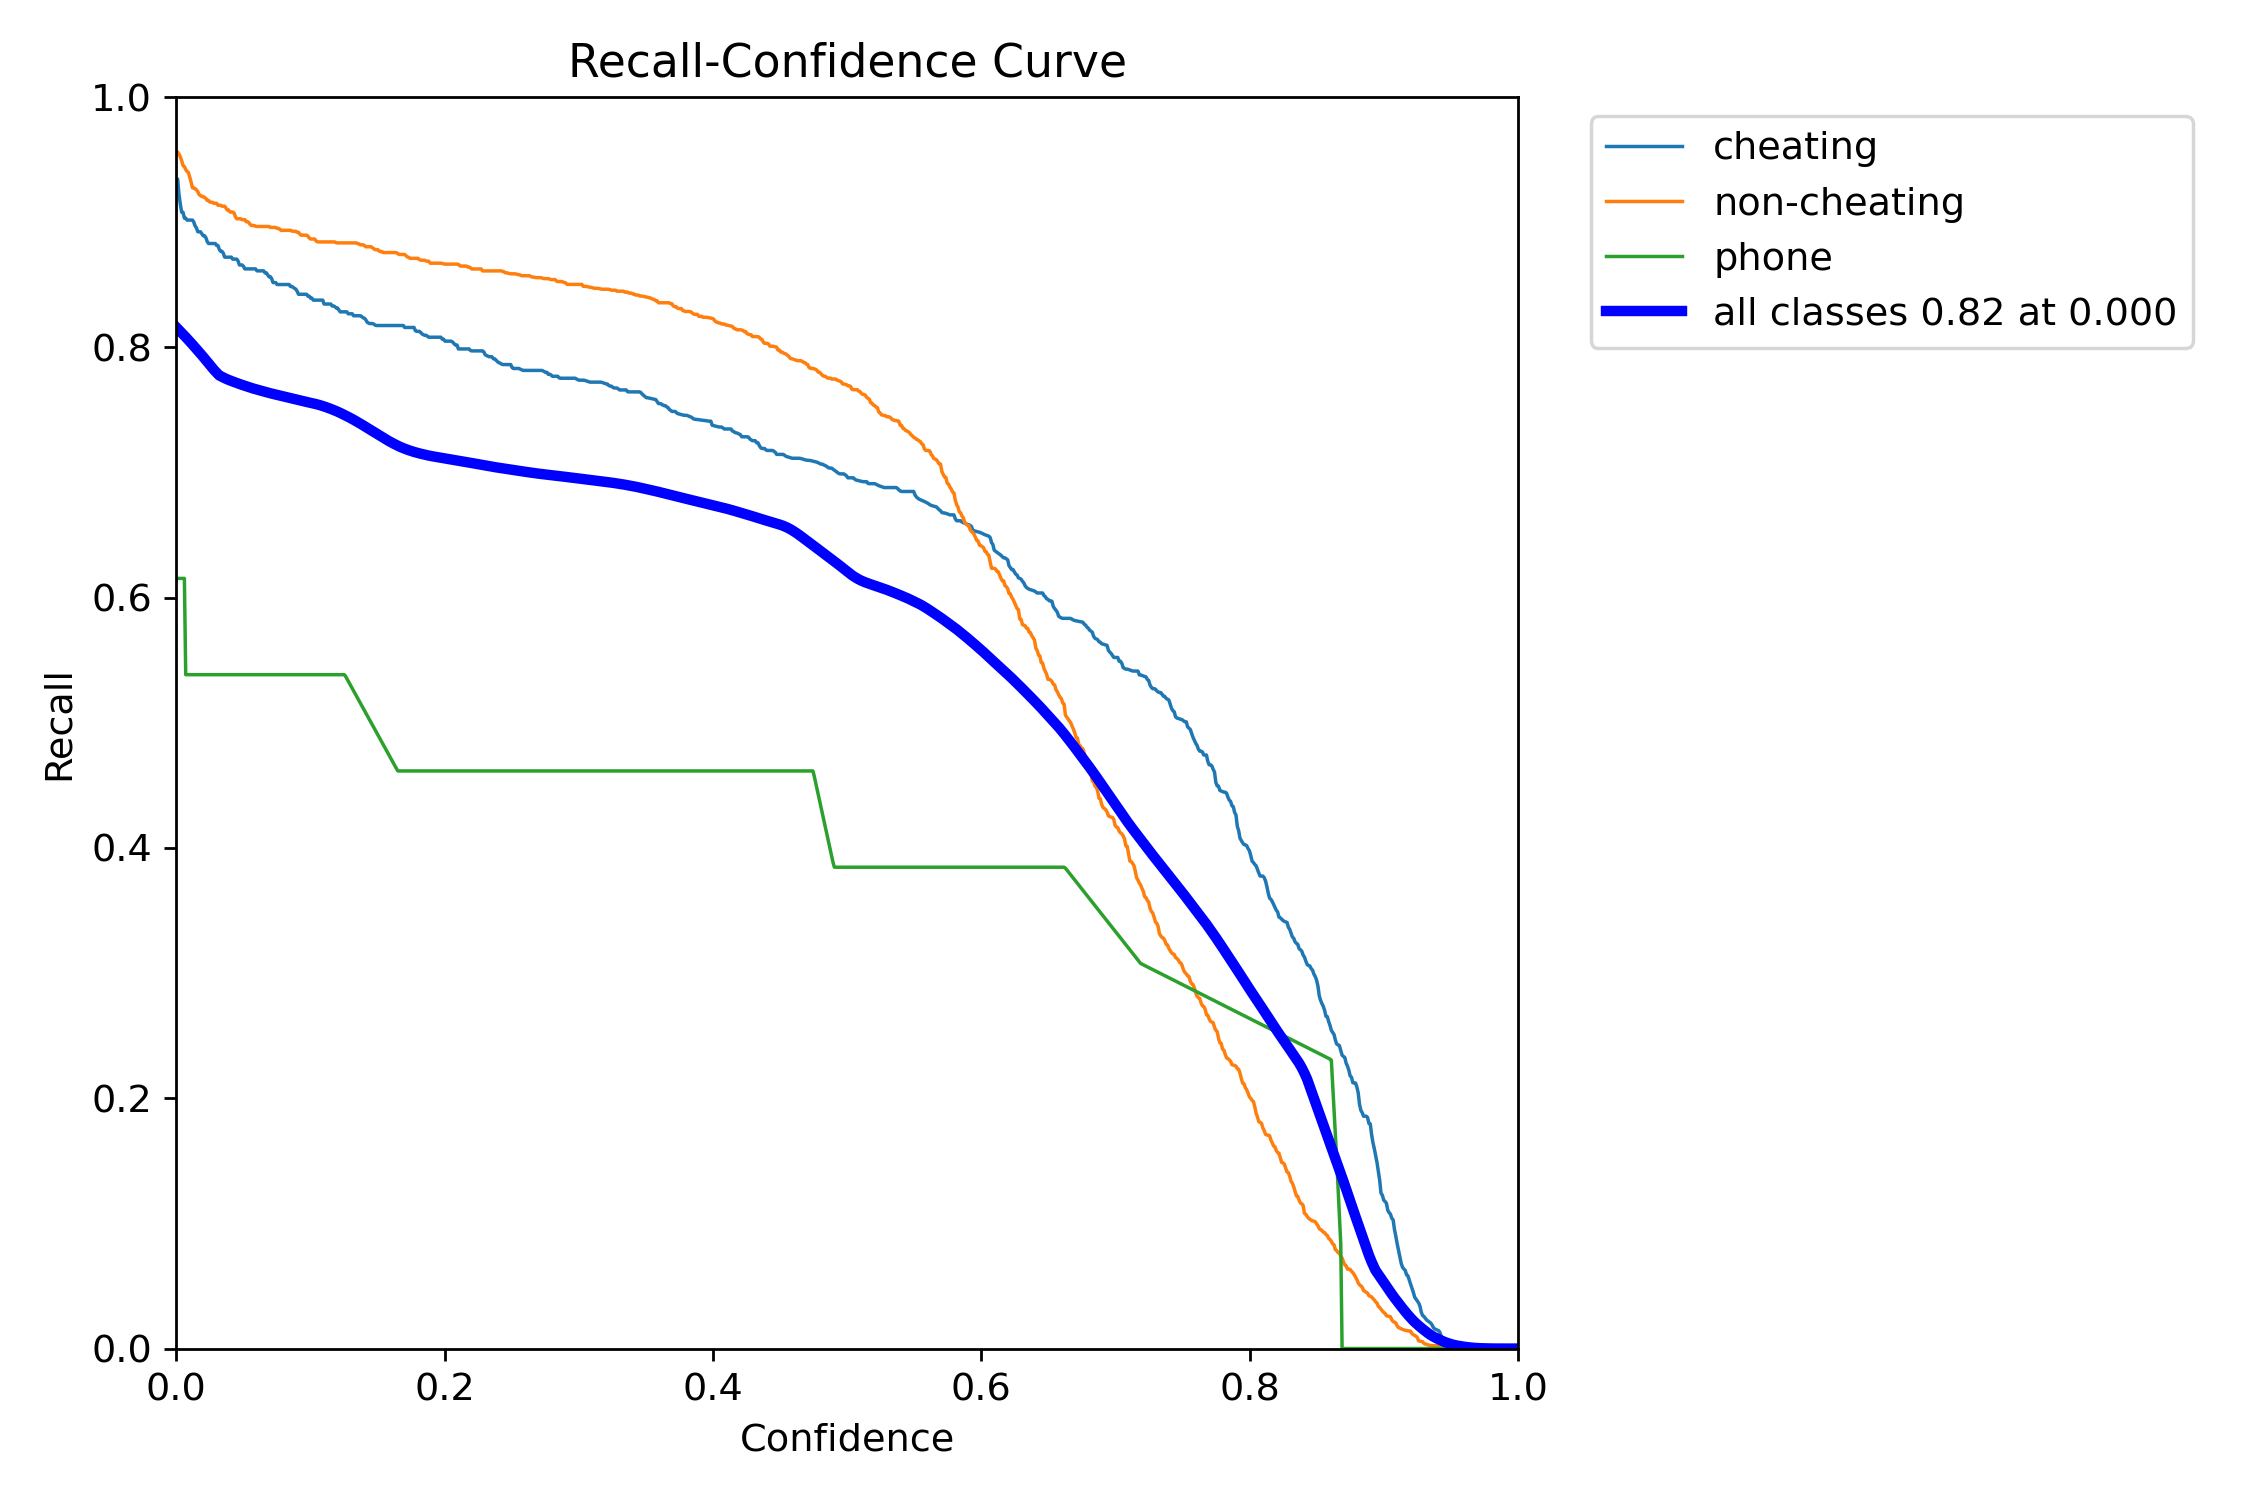 Recall-Confidence Curve
1.0
0.8
0.6
0.4
0.2
0.0
Recall
0.0 0.2 0.4 0.6 0.8 1.0
Confidence
cheating
non-cheating
phone
all classes 0.82 at 0.000